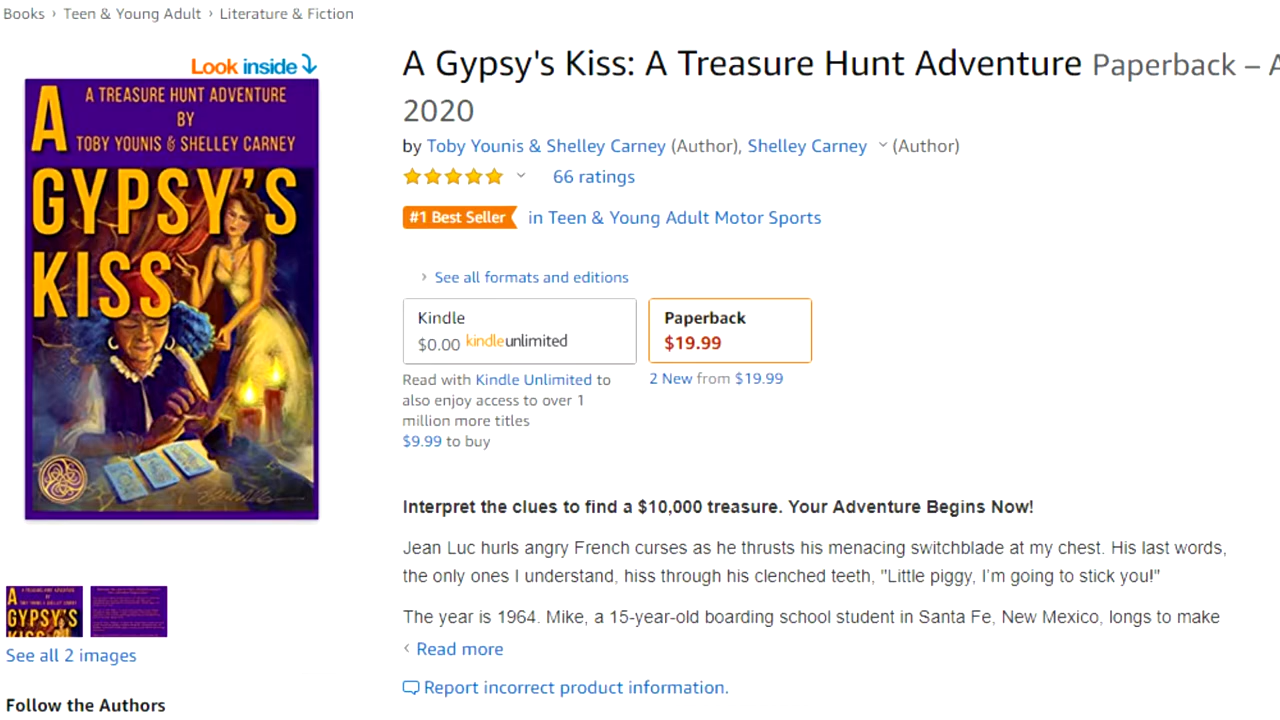 Books › Teen & Young Adult › Literature & Fiction
Look inside
A TREASURE HUNT ADVENTURE
BY
TOBY YOUNIS & SHELLEY CARNEY
A
GYPSY'S
KISS
A Gypsy's Kiss: A Treasure Hunt Adventure Paperback – A
2020
by Toby Younis & Shelley Carney (Author), Shelley Carney (Author)
66 ratings
#1 Best Seller in Teen & Young Adult Motor Sports
› See all formats and editions
Kindle
$0.00 kindleunlimited
Paperback
$19.99
Read with Kindle Unlimited to
also enjoy access to over 1
million more titles
$9.99 to buy
2 New from $19.99
Interpret the clues to find a $10,000 treasure. Your Adventure Begins Now!
Jean Luc hurls angry French curses as he thrusts his menacing switchblade at my chest. His last words,
the only ones I understand, hiss through his clenched teeth, "Little piggy, I'm going to stick you!"
The year is 1964. Mike, a 15-year-old boarding school student in Santa Fe, New Mexico, longs to make
‹ Read more
Report incorrect product information.
A
GYPSY'S
See all 2 images
Follow the Authors